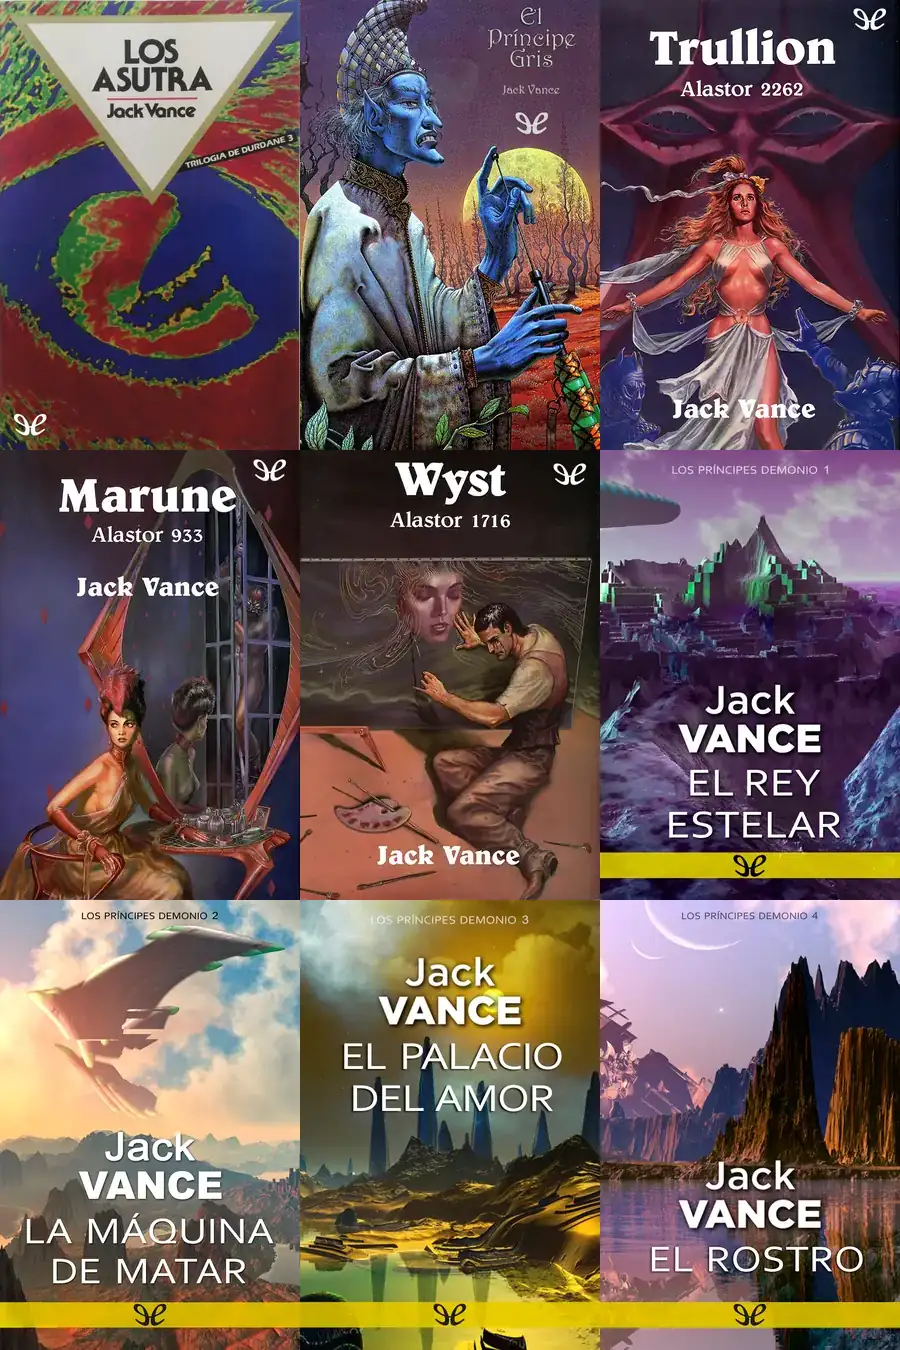 LOS
ASUTRA
Jack Vance
TRILOGIA DE DURDANE 3
El
Príncipe
Gris
Jack Vance
Trullion
Alastor 2262
Jack Vance
Marune
Alastor 933
Jack Vance
Wyst
Alastor 1716
Jack Vance
LOS PRÍNCIPES DEMONIO 1
Jack
VANCE
EL REY
ESTELAR
LOS PRÍNCIPES DEMONIO 2
Jack
VANCE
LA MÁQUINA
DE MATAR
LOS PRÍNCIPES DEMONIO 3
Jack
VANCE
EL PALACIO
DEL AMOR
LOS PRÍNCIPES DEMONIO 4
Jack
VANCE
EL ROSTRO